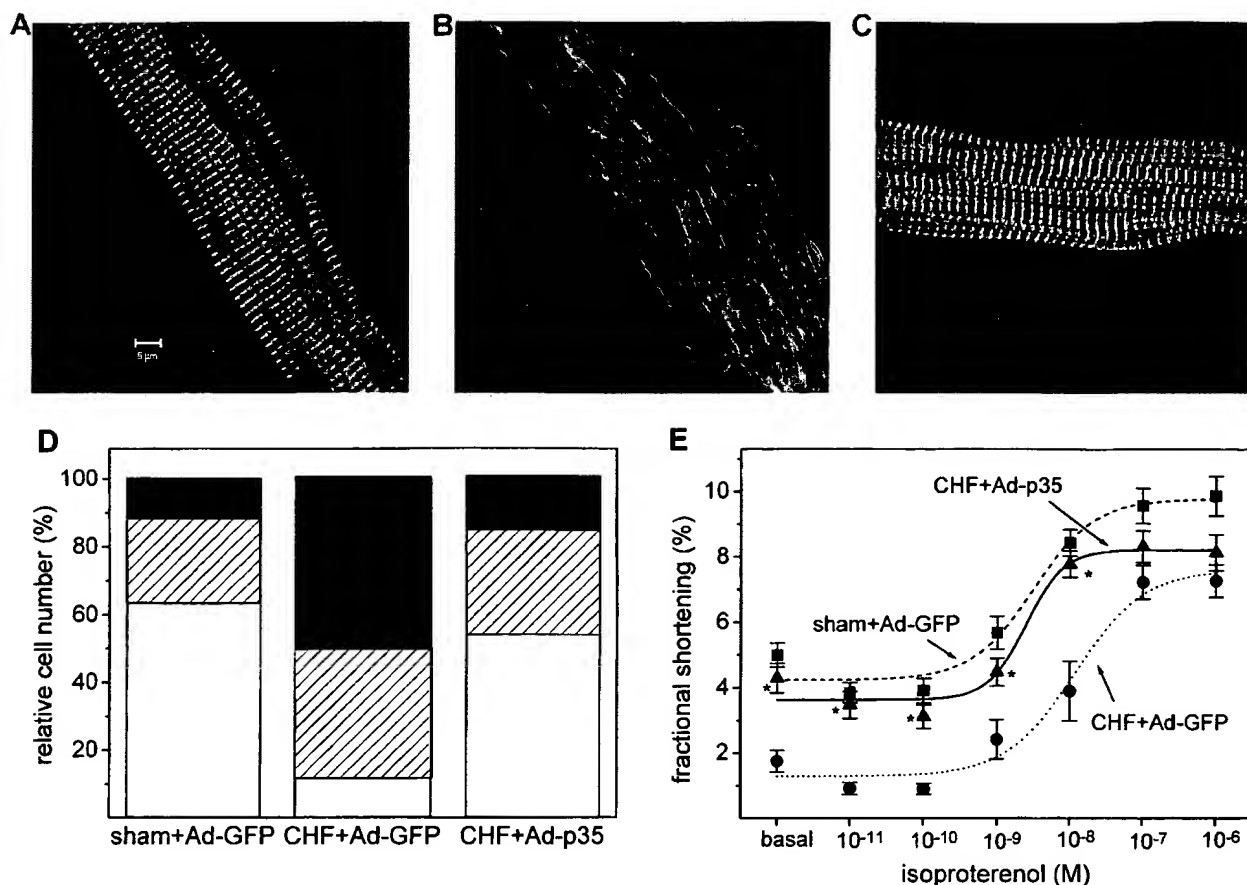 A
B
C
5 µm
D
relative cell number (%)
100
80
60
40
20
sham+Ad-GFP CHF+Ad-GFP CHF+Ad-p35
E
fractional shortening (%)
10
8
6
4
2
CHF+Ad-p35
sham+Ad-GFP
CHF+Ad-GFP
*
*
*
*
*
basal 10-11 10-10 10-9 10-8 10-7 10-6
isoproterenol (M)